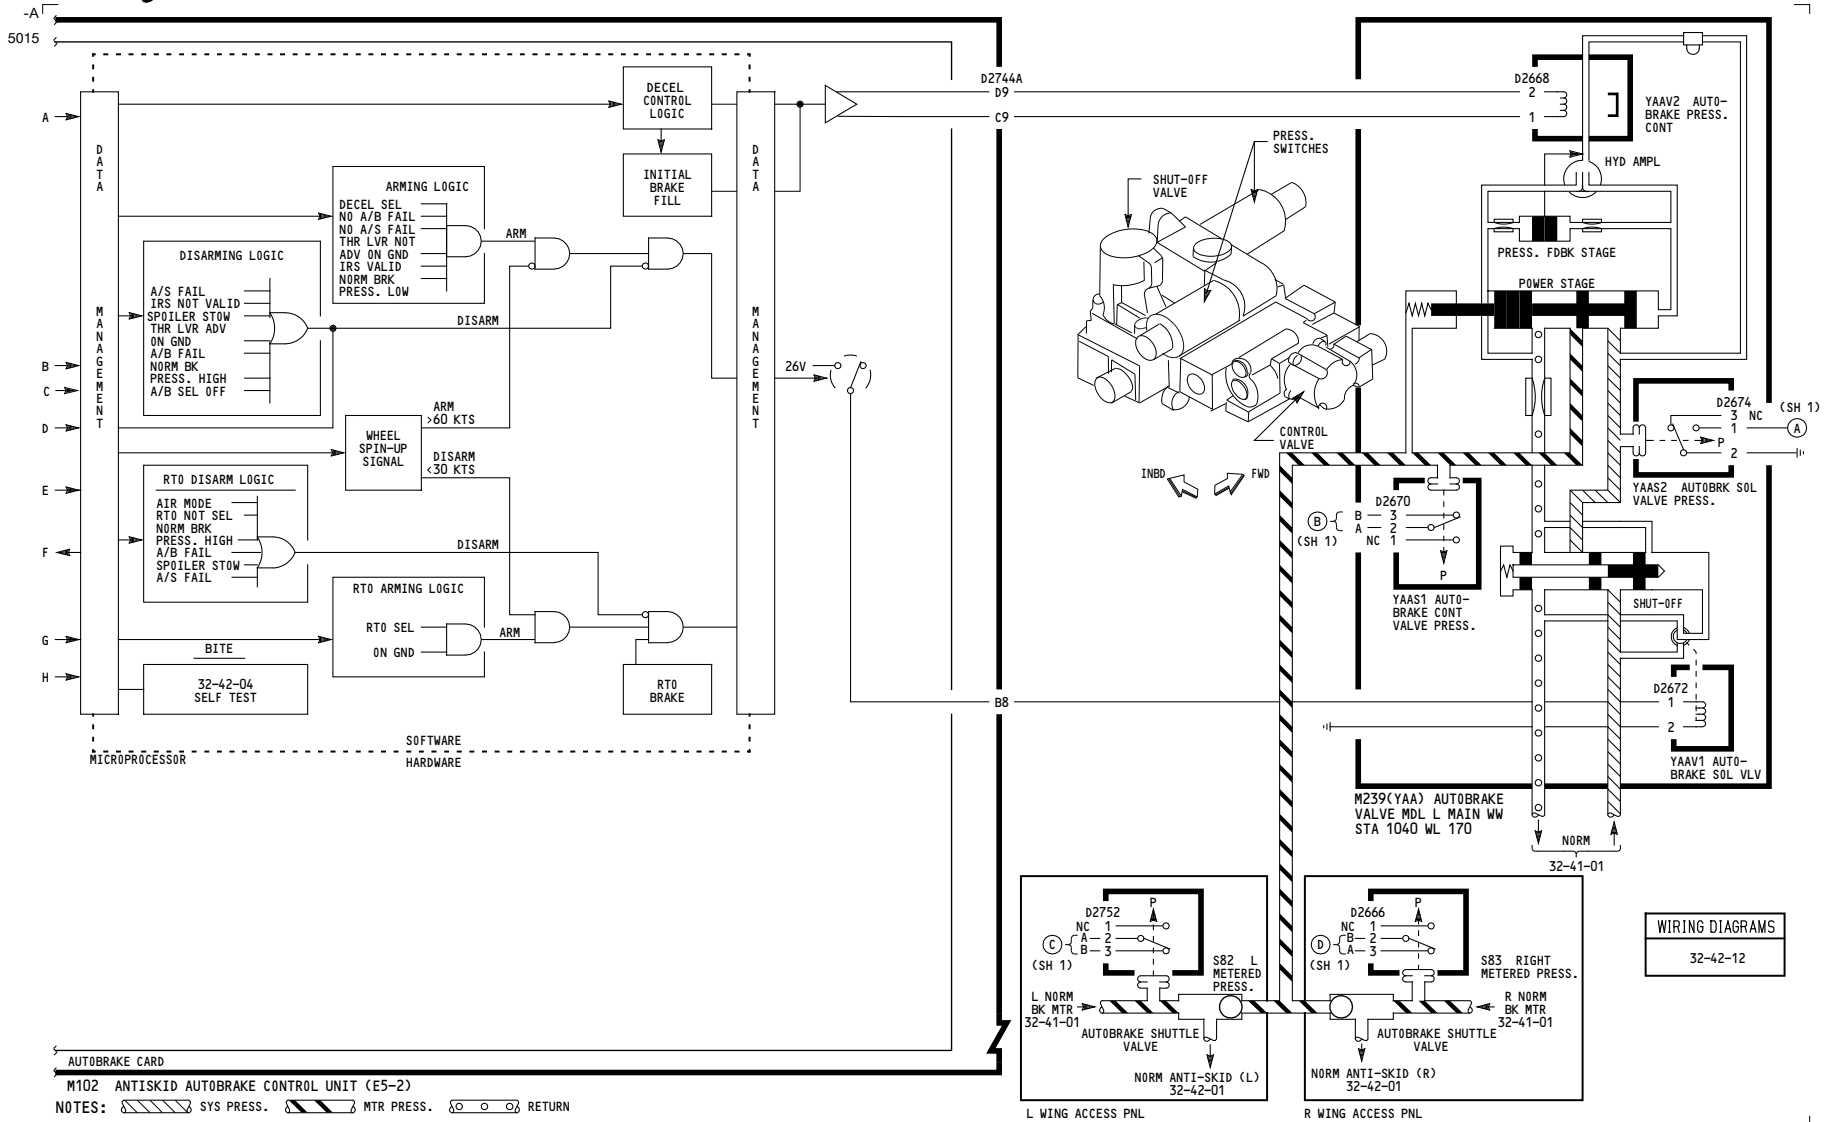 -A
5015
DATA MANAGEMENT
A
B
C
D
E
F
G
H
DISARMING LOGIC
A/S FAIL
IRS NOT VALID
SPOILER STOW
THR LVR ADV
ON GND
A/B FAIL
NORM BK
PRESS. HIGH
A/B SEL OFF
ARMING LOGIC
DECEL SEL
NO A/B FAIL
NO A/S FAIL
THR LVR NOT
ADV ON GND
IRS VALID
NORM BRK
PRESS. LOW
ARM
DISARM
DECEL
CONTROL
LOGIC
INITIAL
BRAKE
FILL
DATA MANAGEMENT
WHEEL
SPIN-UP
SIGNAL
ARM
>60 KTS
DISARM
<30 KTS
RTO DISARM LOGIC
AIR MODE
RTO NOT SEL
NORM BRK
PRESS. HIGH
A/B FAIL
SPOILER STOW
A/S FAIL
DISARM
RTO ARMING LOGIC
RTO SEL
ON GND
ARM
RTO
BRAKE
BITE
32-42-04
SELF TEST
SOFTWARE
HARDWARE
MICROPROCESSOR
26V
D2744A
D9
C9
B8
SHUT-OFF
VALVE
PRESS.
SWITCHES
CONTROL
VALVE
INBD
FWD
D2668
2
1
YAAV2 AUTO-
BRAKE PRESS.
CONT
HYD AMPL
PRESS. FDBK STAGE
POWER STAGE
D2674
3 NC
1
P
2
(SH 1)
A
YAAS2 AUTOBRK SOL
VALVE PRESS.
D2670
B 3
A 2
NC 1
B
(SH 1)
P
YAAS1 AUTO-
BRAKE CONT
VALVE PRESS.
SHUT-OFF
D2672
1
2
YAAV1 AUTO-
BRAKE SOL VLV
M239(YAA) AUTOBRAKE
VALVE MDL L MAIN WW
STA 1040 WL 170
NORM
32-41-01
D2752
NC 1
A 2
B 3
C
(SH 1)
P
S82 L
METERED
PRESS.
L NORM
BK MTR
32-41-01
AUTOBRAKE SHUTTLE
VALVE
NORM ANTI-SKID (L)
32-42-01
L WING ACCESS PNL
D2666
NC 1
B 2
A 3
D
(SH 1)
P
S83 RIGHT
METERED PRESS.
R NORM
BK MTR
32-41-01
AUTOBRAKE SHUTTLE
VALVE
NORM ANTI-SKID (R)
32-42-01
R WING ACCESS PNL
WIRING DIAGRAMS
32-42-12
AUTOBRAKE CARD
M102 ANTISKID AUTOBRAKE CONTROL UNIT (E5-2)
NOTES: SYS PRESS. MTR PRESS. RETURN